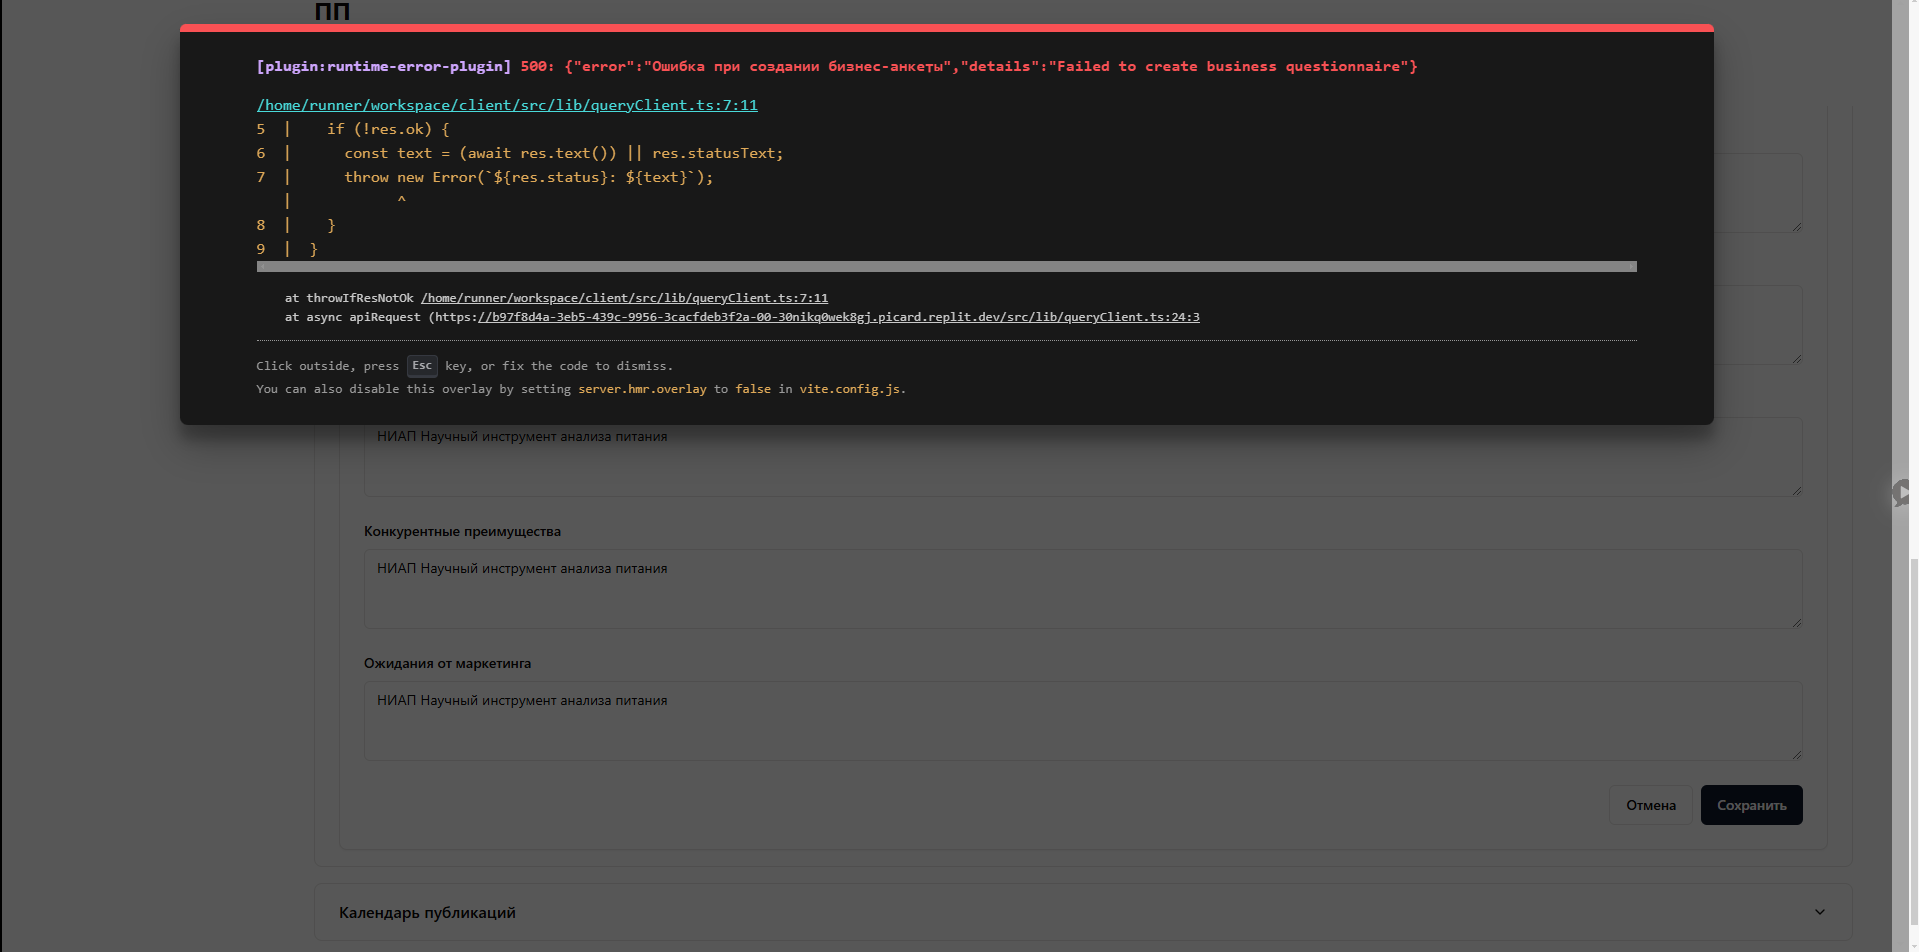 ПП
[plugin:runtime-error-plugin] 500: {"error":"Ошибка при создании бизнес-анкеты","details":"Failed to create business questionnaire"}
/home/runner/workspace/client/src/lib/queryClient.ts:7:11
5 | if (!res.ok) {
6 | const text = (await res.text()) || res.statusText;
7 | throw new Error(`${res.status}: ${text}`);
| ^
8 | }
9 | }
at throwIfResNotOk /home/runner/workspace/client/src/lib/queryClient.ts:7:11
at async apiRequest (https://b97f8d4a-3eb5-439c-9956-3cacfdeb3f2a-00-30nikq0wek8gj.picard.replit.dev/src/lib/queryClient.ts:24:3
Click outside, press Esc key, or fix the code to dismiss.
You can also disable this overlay by setting server.hmr.overlay to false in vite.config.js.
НИАП Научный инструмент анализа питания
Конкурентные преимущества
НИАП Научный инструмент анализа питания
Ожидания от маркетинга
НИАП Научный инструмент анализа питания
Отмена Сохранить
Календарь публикаций